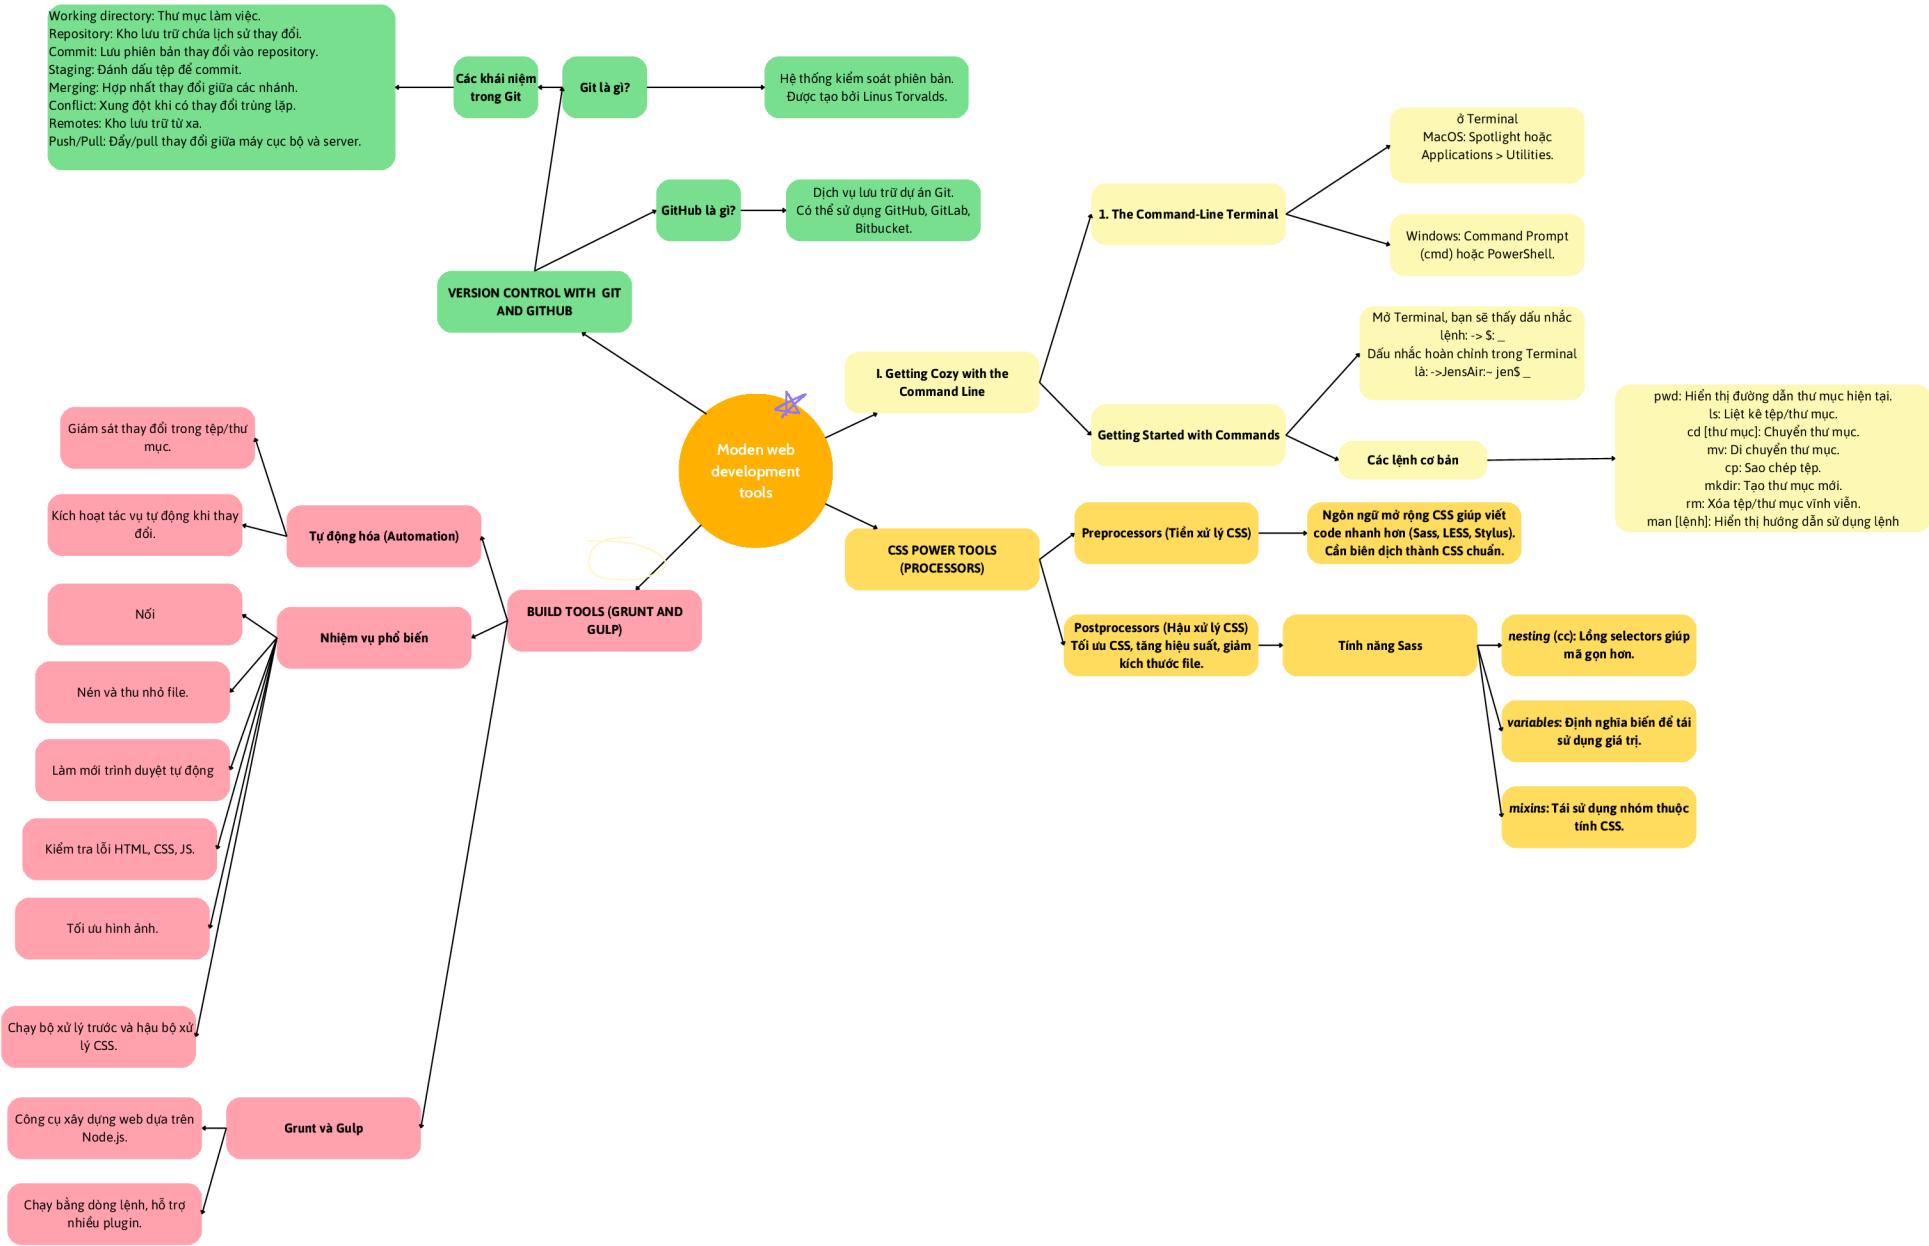 Working directory: Thư mục làm việc.
Repository: Kho lưu trữ chứa lịch sử thay đổi.
Commit: Lưu phiên bản thay đổi vào repository.
Staging: Đánh dấu tệp để commit.
Merging: Hợp nhất thay đổi giữa các nhánh.
Conflict: Xung đột khi có thay đổi trùng lặp.
Remotes: Kho lưu trữ từ xa.
Push/Pull: Đẩy/pull thay đổi giữa máy cục bộ và server.
Các khái niệm
trong Git
Git là gì?
Hệ thống kiểm soát phiên bản.
Được tạo bởi Linus Torvalds.
GitHub là gì?
Dịch vụ lưu trữ dự án Git.
Có thể sử dụng GitHub, GitLab,
Bitbucket.
VERSION CONTROL WITH  GIT
AND GITHUB
Moden web
development
tools
I. Getting Cozy with the
Command Line
1. The Command-Line Terminal
ở Terminal
MacOS: Spotlight hoặc
Applications > Utilities.
Windows: Command Prompt
(cmd) hoặc PowerShell.
Getting Started with Commands
Mở Terminal, bạn sẽ thấy dấu nhắc
lệnh: -> $: _
Dấu nhắc hoàn chỉnh trong Terminal
là: ->JensAir:~ jen$ _
Các lệnh cơ bản
pwd: Hiển thị đường dẫn thư mục hiện tại.
ls: Liệt kê tệp/thư mục.
cd [thư mục]: Chuyển thư mục.
mv: Di chuyển thư mục.
cp: Sao chép tệp.
mkdir: Tạo thư mục mới.
rm: Xóa tệp/thư mục vĩnh viễn.
man [lệnh]: Hiển thị hướng dẫn sử dụng lệnh
CSS POWER TOOLS
(PROCESSORS)
Preprocessors (Tiền xử lý CSS)
Ngôn ngữ mở rộng CSS giúp viết
code nhanh hơn (Sass, LESS, Stylus).
Cần biên dịch thành CSS chuẩn.
Postprocessors (Hậu xử lý CSS)
Tối ưu CSS, tăng hiệu suất, giảm
kích thước file.
Tính năng Sass
nesting (cc): Lồng selectors giúp
mã gọn hơn.
variables: Định nghĩa biến để tái
sử dụng giá trị.
mixins: Tái sử dụng nhóm thuộc
tính CSS.
BUILD TOOLS (GRUNT AND
GULP)
Tự động hóa (Automation)
Giám sát thay đổi trong tệp/thư
mục.
Kích hoạt tác vụ tự động khi thay
đổi.
Nhiệm vụ phổ biến
Nối
Nén và thu nhỏ file.
Làm mới trình duyệt tự động
Kiểm tra lỗi HTML, CSS, JS.
Tối ưu hình ảnh.
Chạy bộ xử lý trước và hậu bộ xử
lý CSS.
Grunt và Gulp
Công cụ xây dựng web dựa trên
Node.js.
Chạy bằng dòng lệnh, hỗ trợ
nhiều plugin.